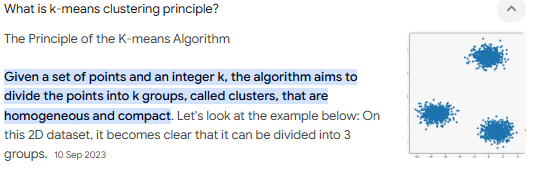 What is k-means clustering principle?
The Principle of the K-means Algorithm
Given a set of points and an integer k, the algorithm aims to
divide the points into k groups, called clusters, that are
homogeneous and compact. Let's look at the example below: On
this 2D dataset, it becomes clear that it can be divided into 3
groups. 10 Sep 2023